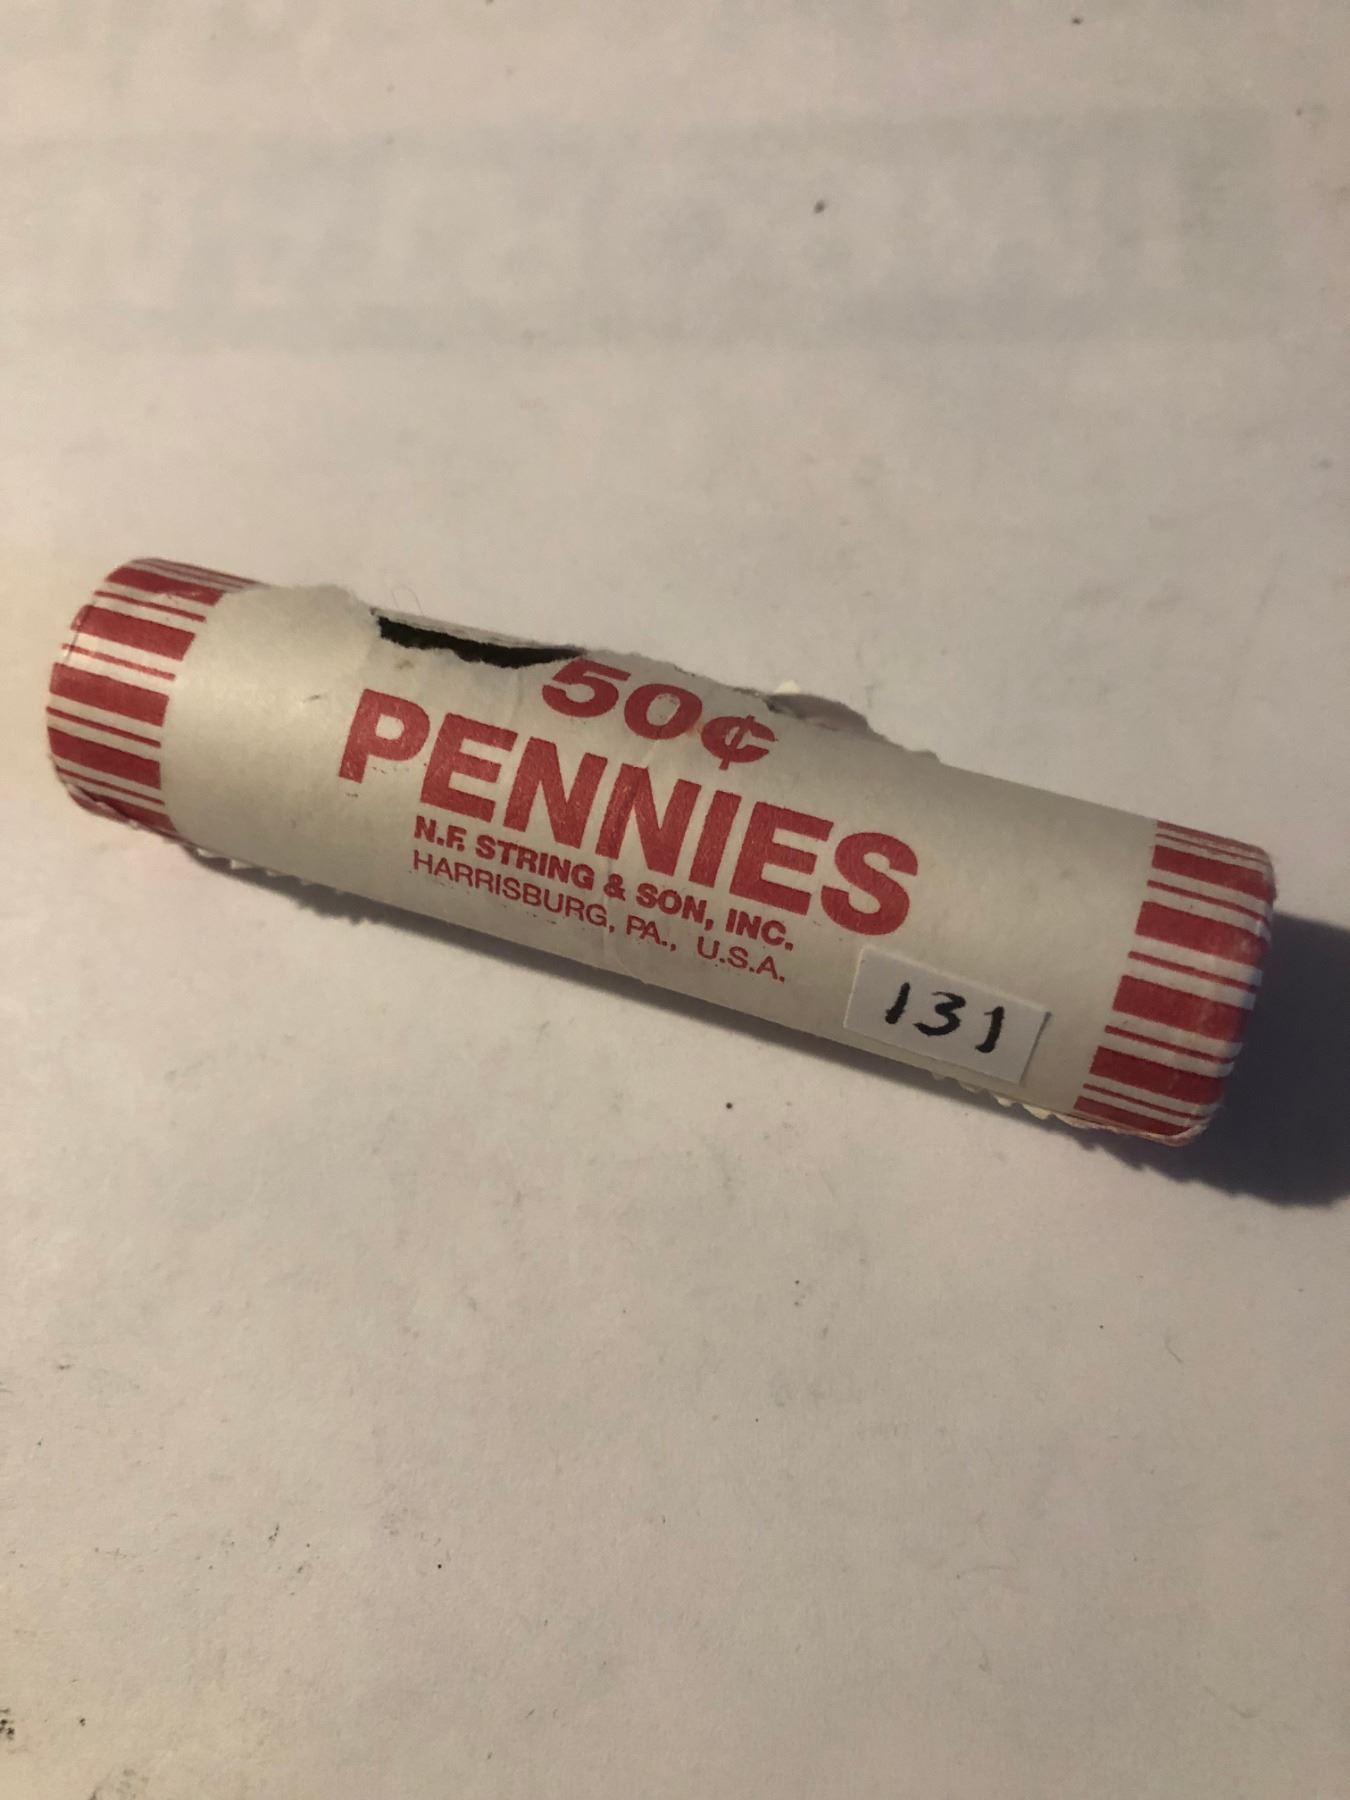 50¢
PENNIES
N.F. STRING & SON, INC.
HARRISBURG, PA., U.S.A.
131